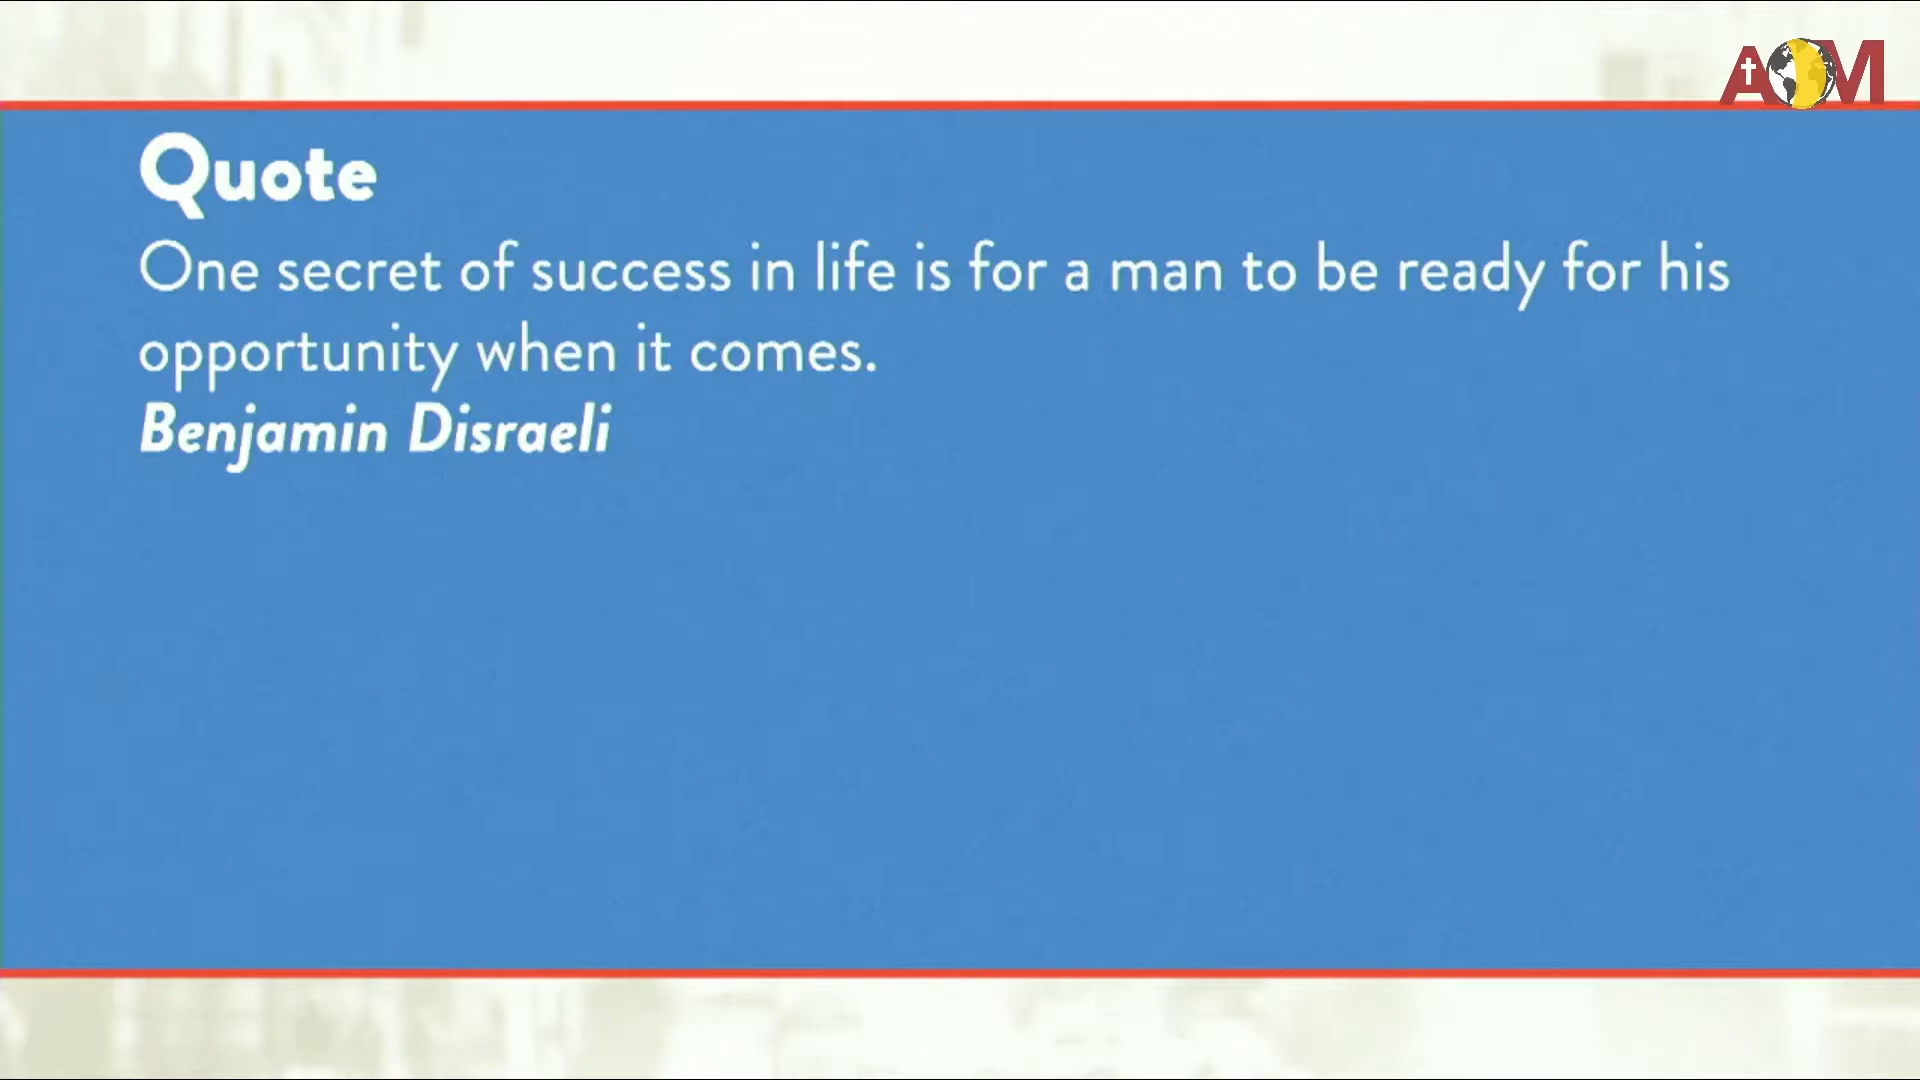 AOM
Quote
One secret of success in life is for a man to be ready for his
opportunity when it comes.
Benjamin Disraeli